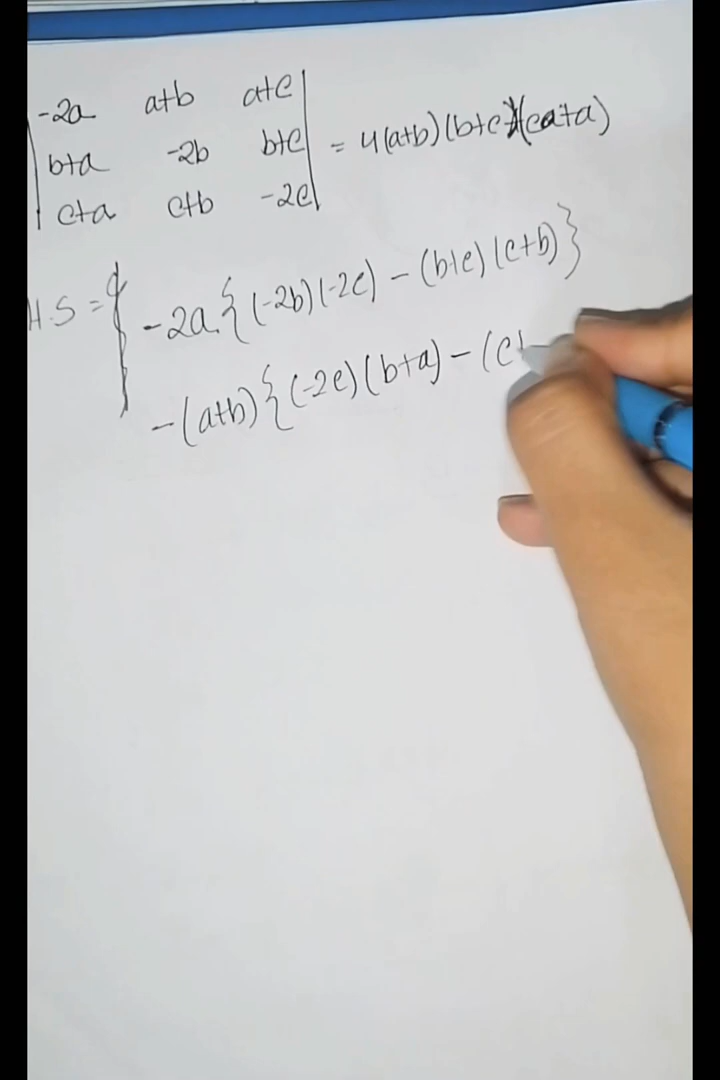 -2a a+b a+c
b+a -2b b+c = 4(a+b)(b+c)(c+a)
c+a c+b -2c
H.S = { -2a.{(-2b)(-2c) - (b+c)(c+b)}
-(a+b){(-2c)(b+a) - (c+